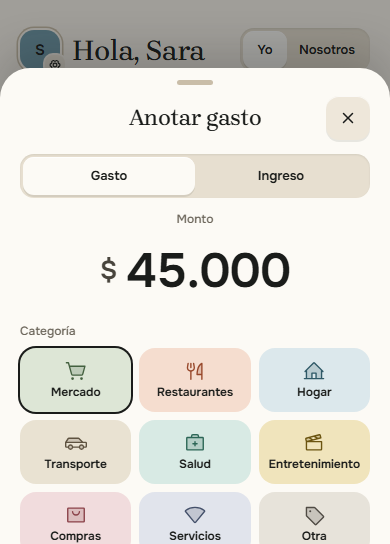 S
Hola, Sara
Yo
Nosotros
Anotar gasto
Gasto
Ingreso
Monto
$ 45.000
Categoría
Mercado
Restaurantes
Hogar
Transporte
Salud
Entretenimiento
Compras
Servicios
Otra